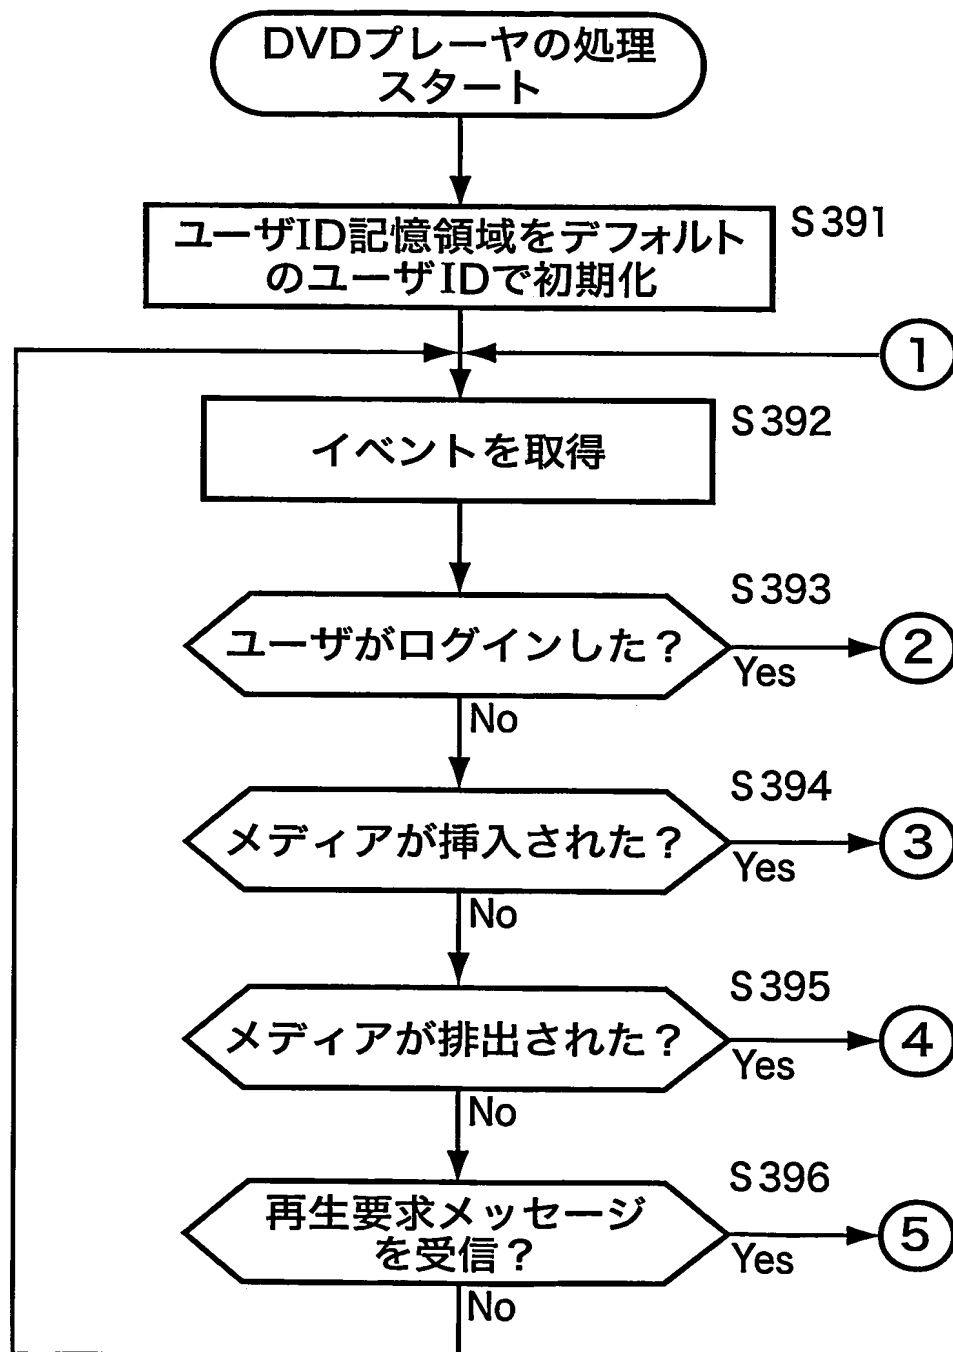 DVDプレーヤの処理
スタート
S391
ユーザID記憶領域をデフォルト
のユーザIDで初期化
1
S392
イベントを取得
S393
ユーザがログインした？
Yes
2
No
S394
メディアが挿入された？
Yes
3
No
S395
メディアが排出された？
Yes
4
No
S396
再生要求メッセージ
を受信？
Yes
5
No